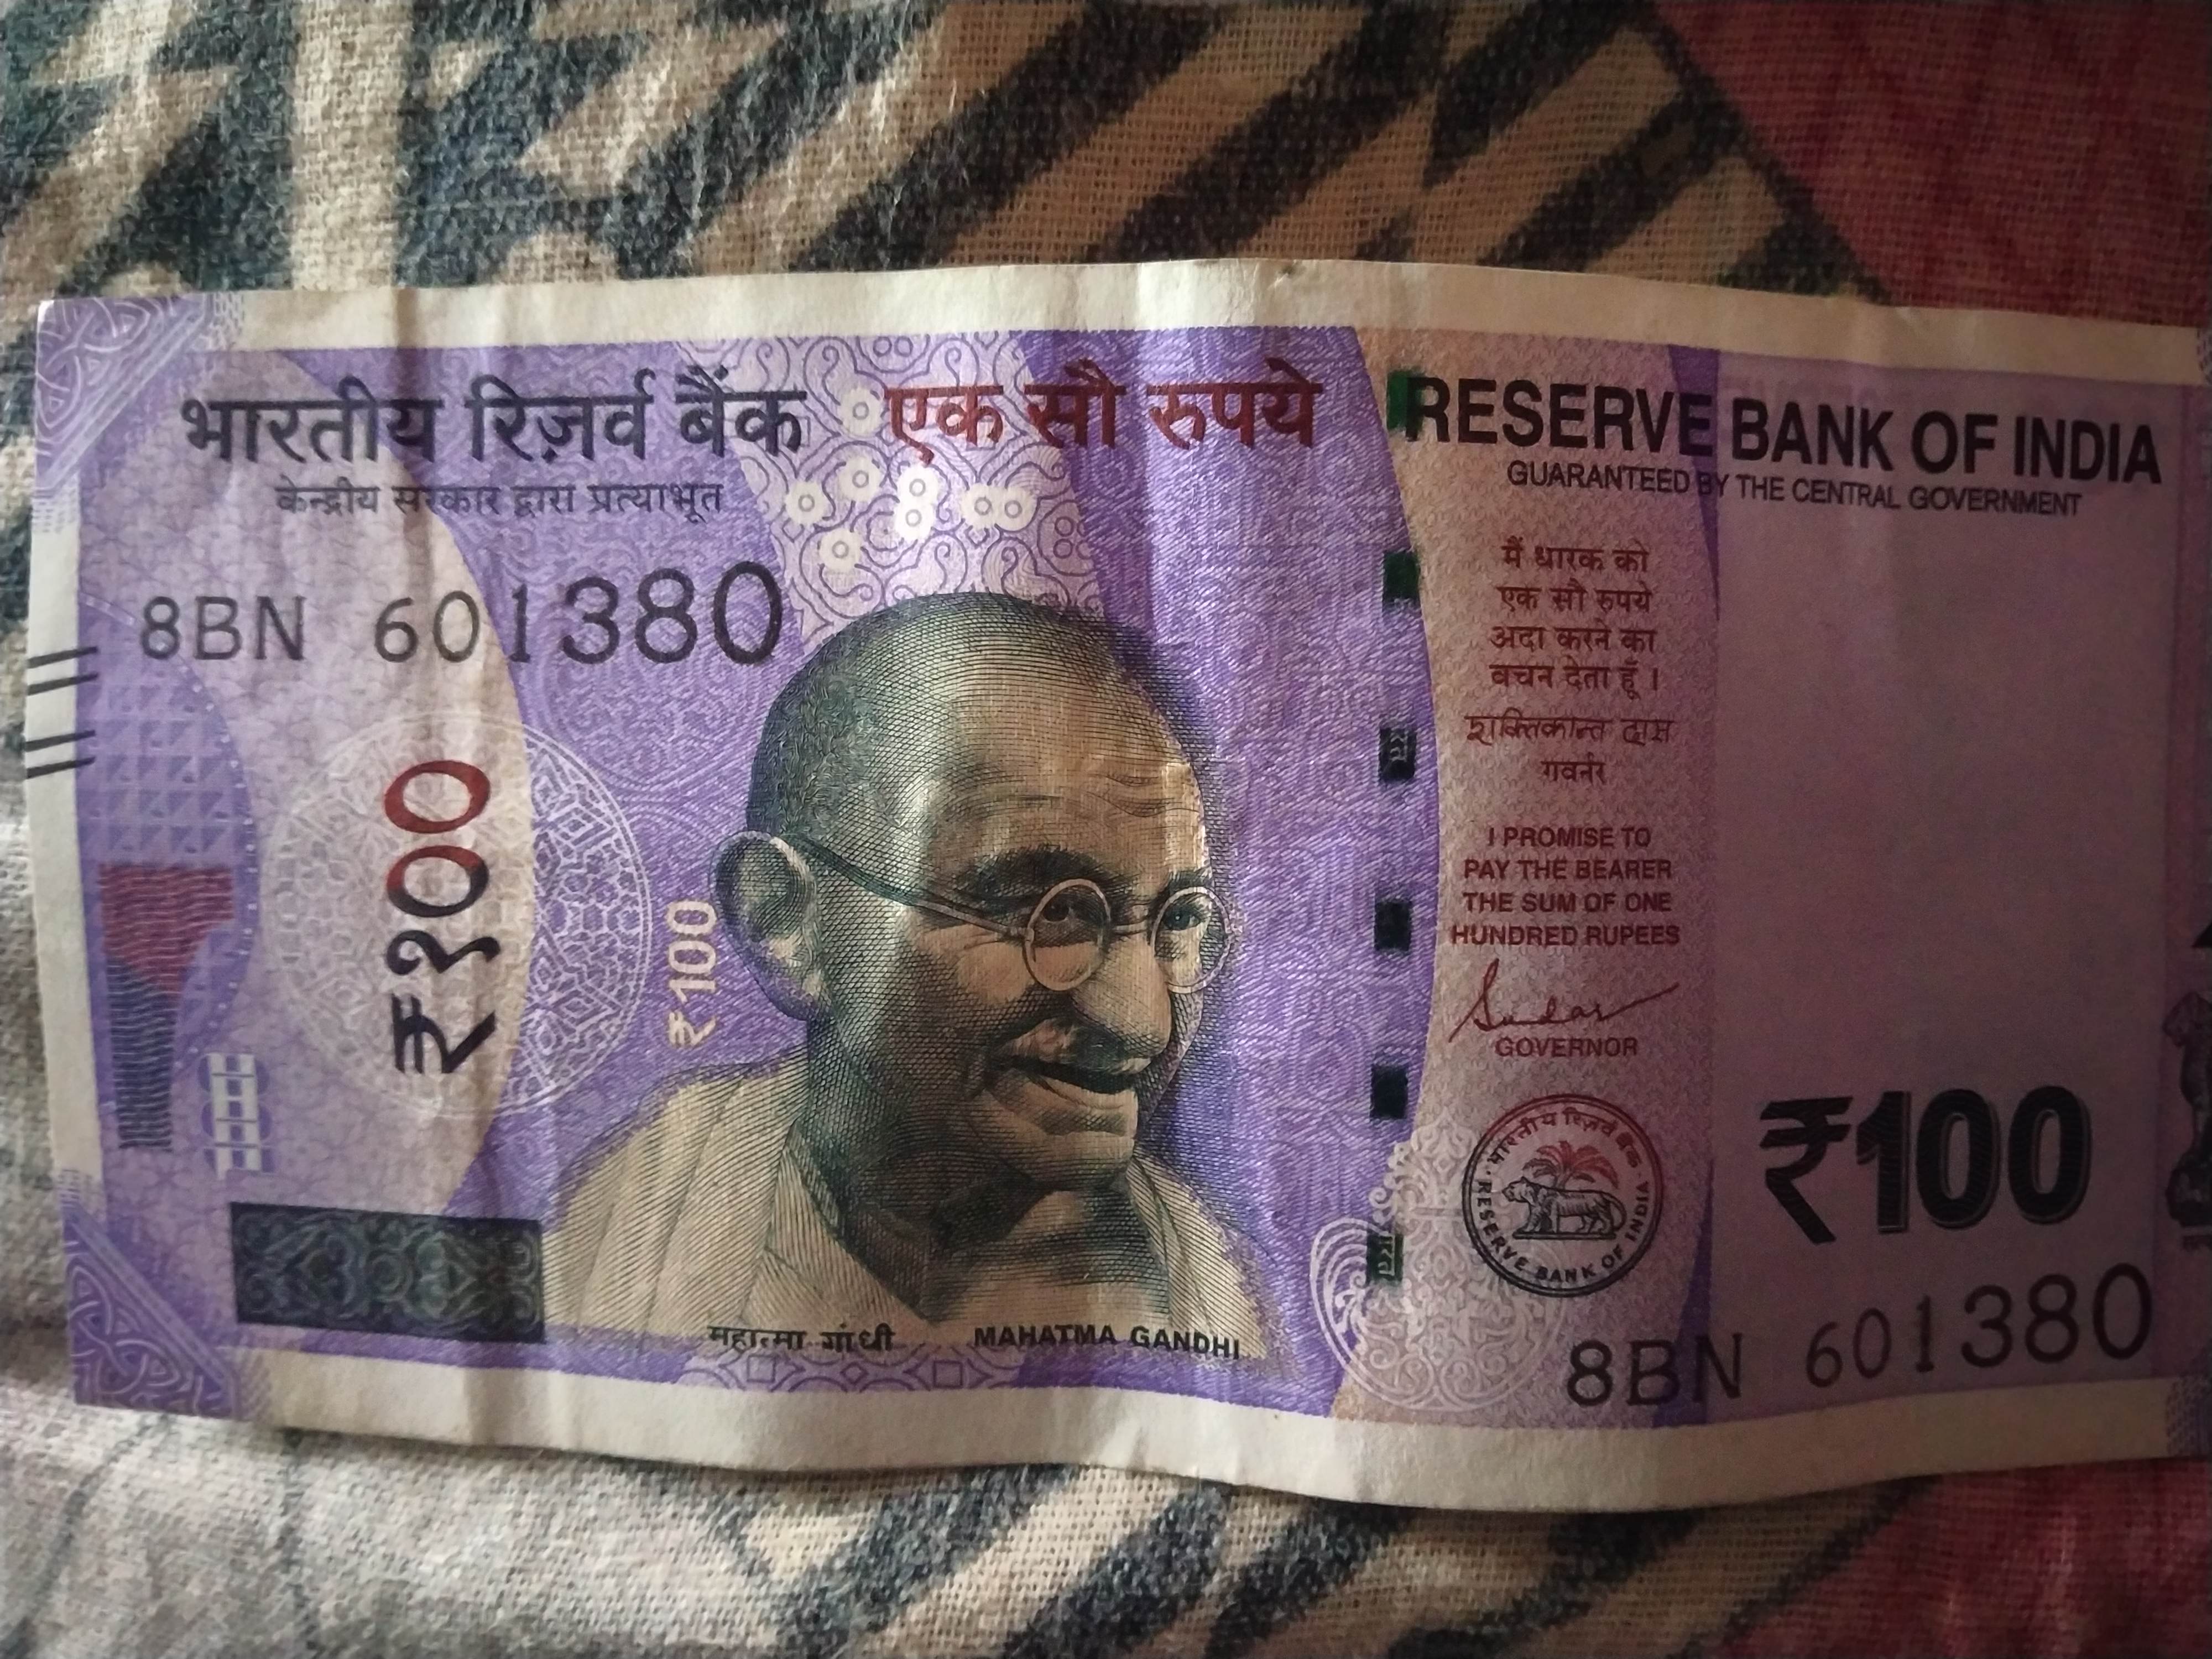 भारतीय रिज़र्व बैंक
केन्द्रीय सरकार द्वारा प्रत्याभूत
एक सौ रुपये
RESERVE BANK OF INDIA
GUARANTEED BY THE CENTRAL GOVERNMENT
8BN 601380
₹१००
₹100
मैं धारक को
एक सौ रुपये
अदा करने का
वचन देता हूँ ।
गवर्नर
I PROMISE TO
PAY THE BEARER
THE SUM OF ONE
HUNDRED RUPEES
GOVERNOR
भारतीय रिज़र्व बैंक
RESERVE BANK OF INDIA
₹100
महात्मा गांधी
MAHATMA GANDHI
8BN 601380